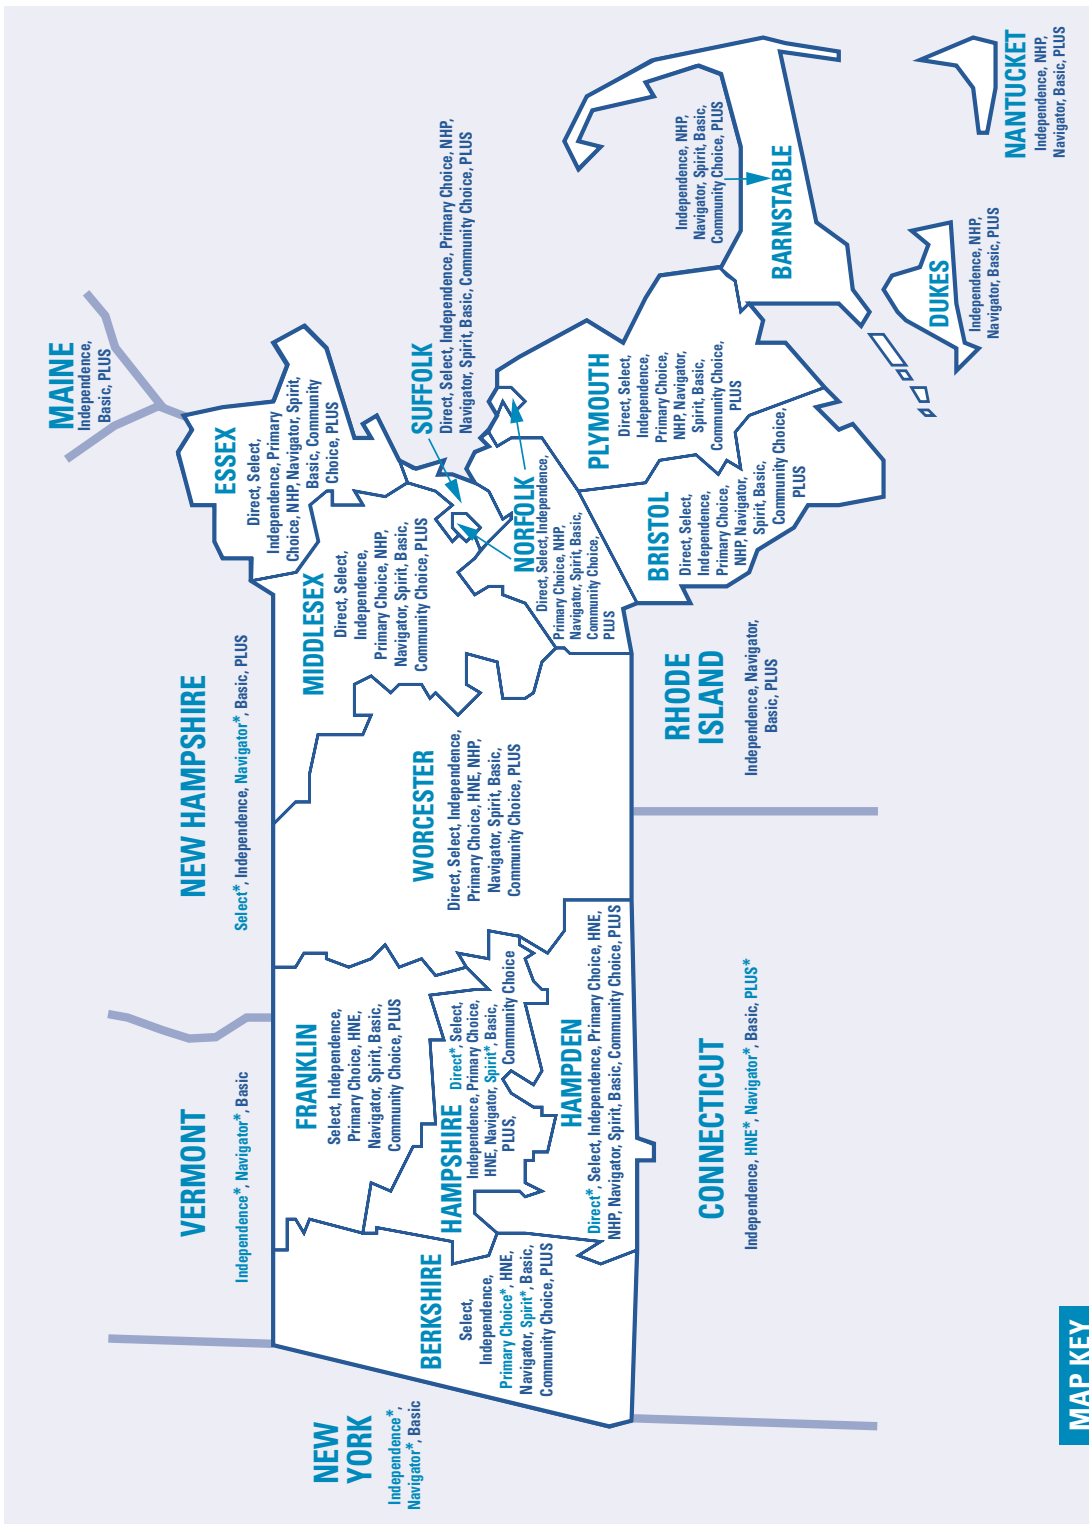 MAINE
Independence,
Basic, PLUS
ESSEX
Direct, Select,
Independence, Primary
Choice, NHP, Navigator, Spirit,
Basic, Community
Choice, PLUS
SUFFOLK
Direct, Select, Independence, Primary Choice, NHP,
Navigator, Spirit, Basic, Community Choice, PLUS
Independence, NHP,
Navigator, Spirit, Basic,
Community Choice, PLUS
BARNSTABLE
NANTUCKET
Independence, NHP,
Navigator, Basic, PLUS
DUKES
Independence, NHP,
Navigator, Basic, PLUS
PLYMOUTH
Direct, Select,
Independence,
Primary Choice,
NHP, Navigator,
Spirit, Basic,
Community Choice,
PLUS
BRISTOL
Direct, Select,
Independence,
Primary Choice,
NHP, Navigator,
Spirit, Basic,
Community Choice,
PLUS
NORFOLK
Direct, Select, Independence,
Primary Choice, NHP,
Navigator, Spirit, Basic,
Community Choice,
PLUS
MIDDLESEX
Direct, Select,
Independence,
Primary Choice, NHP,
Navigator, Spirit, Basic,
Community Choice, PLUS
NEW HAMPSHIRE
Select*, Independence, Navigator*, Basic, PLUS
RHODE
ISLAND
Independence, Navigator,
Basic, PLUS
WORCESTER
Direct, Select, Independence,
Primary Choice, HNE, NHP,
Navigator, Spirit, Basic,
Community Choice, PLUS
VERMONT
Independence*, Navigator*, Basic
FRANKLIN
Select, Independence,
Primary Choice, HNE,
Navigator, Spirit, Basic,
Community Choice, PLUS
HAMPSHIRE Direct*, Select,
Independence, Primary Choice,
HNE, Navigator, Spirit*, Basic,
PLUS, Community Choice
HAMPDEN
Direct*, Select, Independence, Primary Choice, HNE,
NHP, Navigator, Spirit, Basic, Community Choice, PLUS
CONNECTICUT
Independence, HNE*, Navigator*, Basic, PLUS*
BERKSHIRE
Select,
Independence,
Primary Choice*, HNE,
Navigator, Spirit*, Basic,
Community Choice, PLUS
NEW
YORK
Independence*,
Navigator*, Basic
MAP KEY